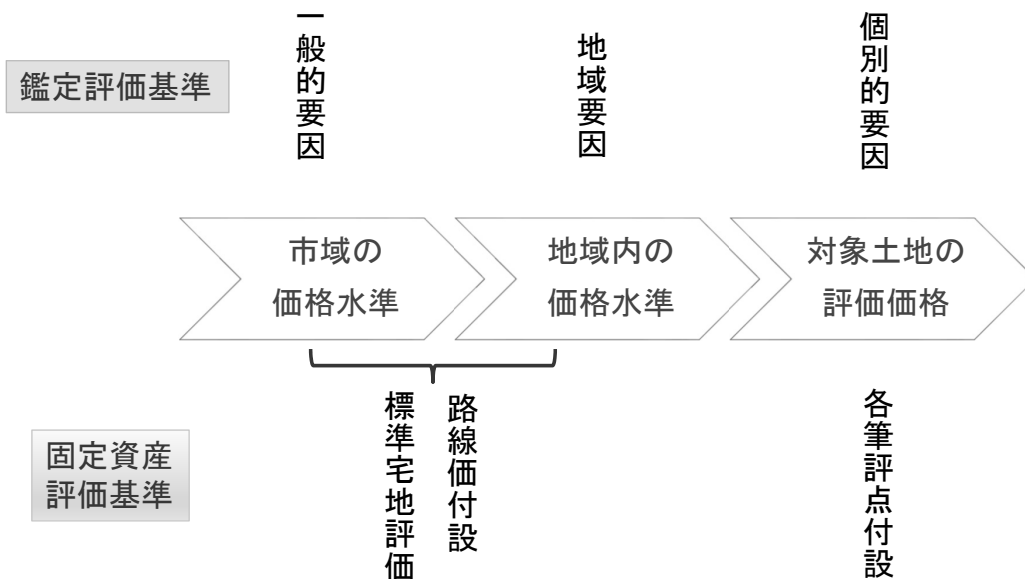 鑑定評価基準
一般的要因
地域要因
個別的要因
市域の
価格水準
地域内の
価格水準
対象土地の
評価価格
固定資産
評価基準
路線価付設
標準宅地評価
各筆評点付設